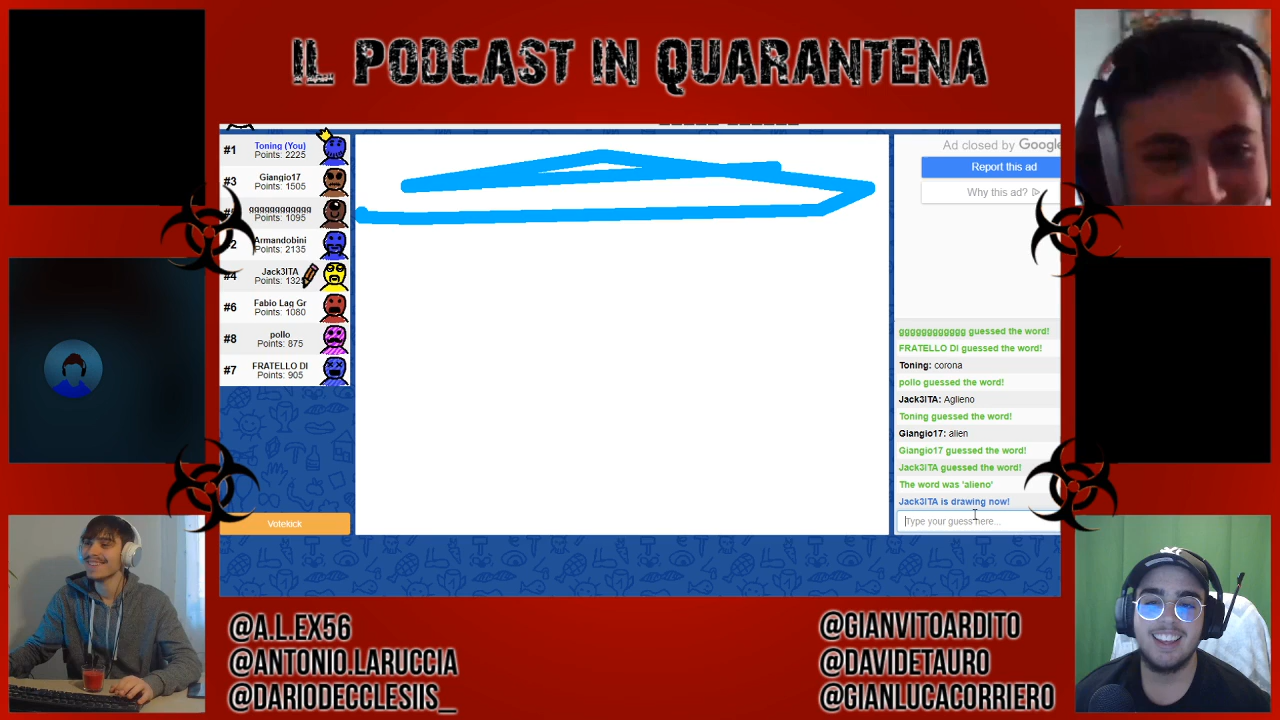 IL PODCAST IN QUARANTENA
#1
Toning (You)
Points: 2225
#3
Giangio17
Points: 1505
gggggggggggg
Points: 1095
2
Armandobini
Points: 2135
#4
Jack3ITA
Points: 1325
#6
Fabio Lag Gr
Points: 1080
#8
pollo
Points: 875
#7
FRATELLO DI
Points: 905
Votekick
Ad closed by Google
Report this ad
Why this ad?
gggggggggggg guessed the word!
FRATELLO DI guessed the word!
Toning: corona
pollo guessed the word!
Jack3ITA: Aglieno
Toning guessed the word!
Giangio17: alien
Giangio17 guessed the word!
Jack3ITA guessed the word!
The word was 'alieno'
Jack3ITA is drawing now!
Type your guess here...
@A.L.EX56
@ANTONIO.LARUCCIA
@DARIODECCLESIIS_
@GIANVITOARDITO
@DAVIDETAURO
@GIANLUCACORRIERO